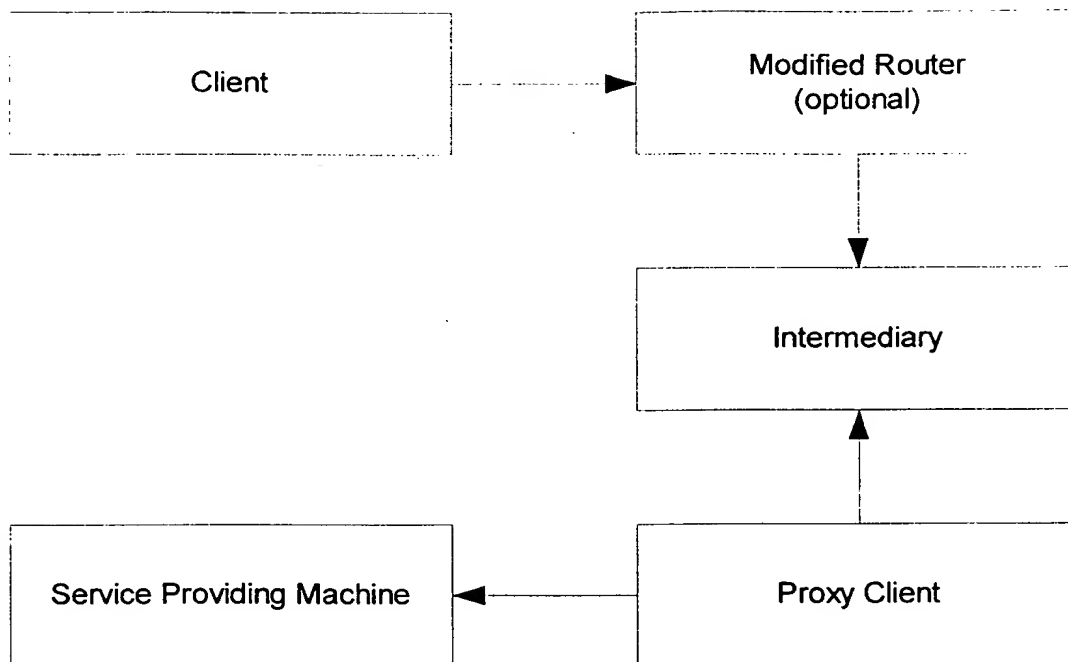 Client
Modified Router
(optional)
Intermediary
Service Providing Machine
Proxy Client